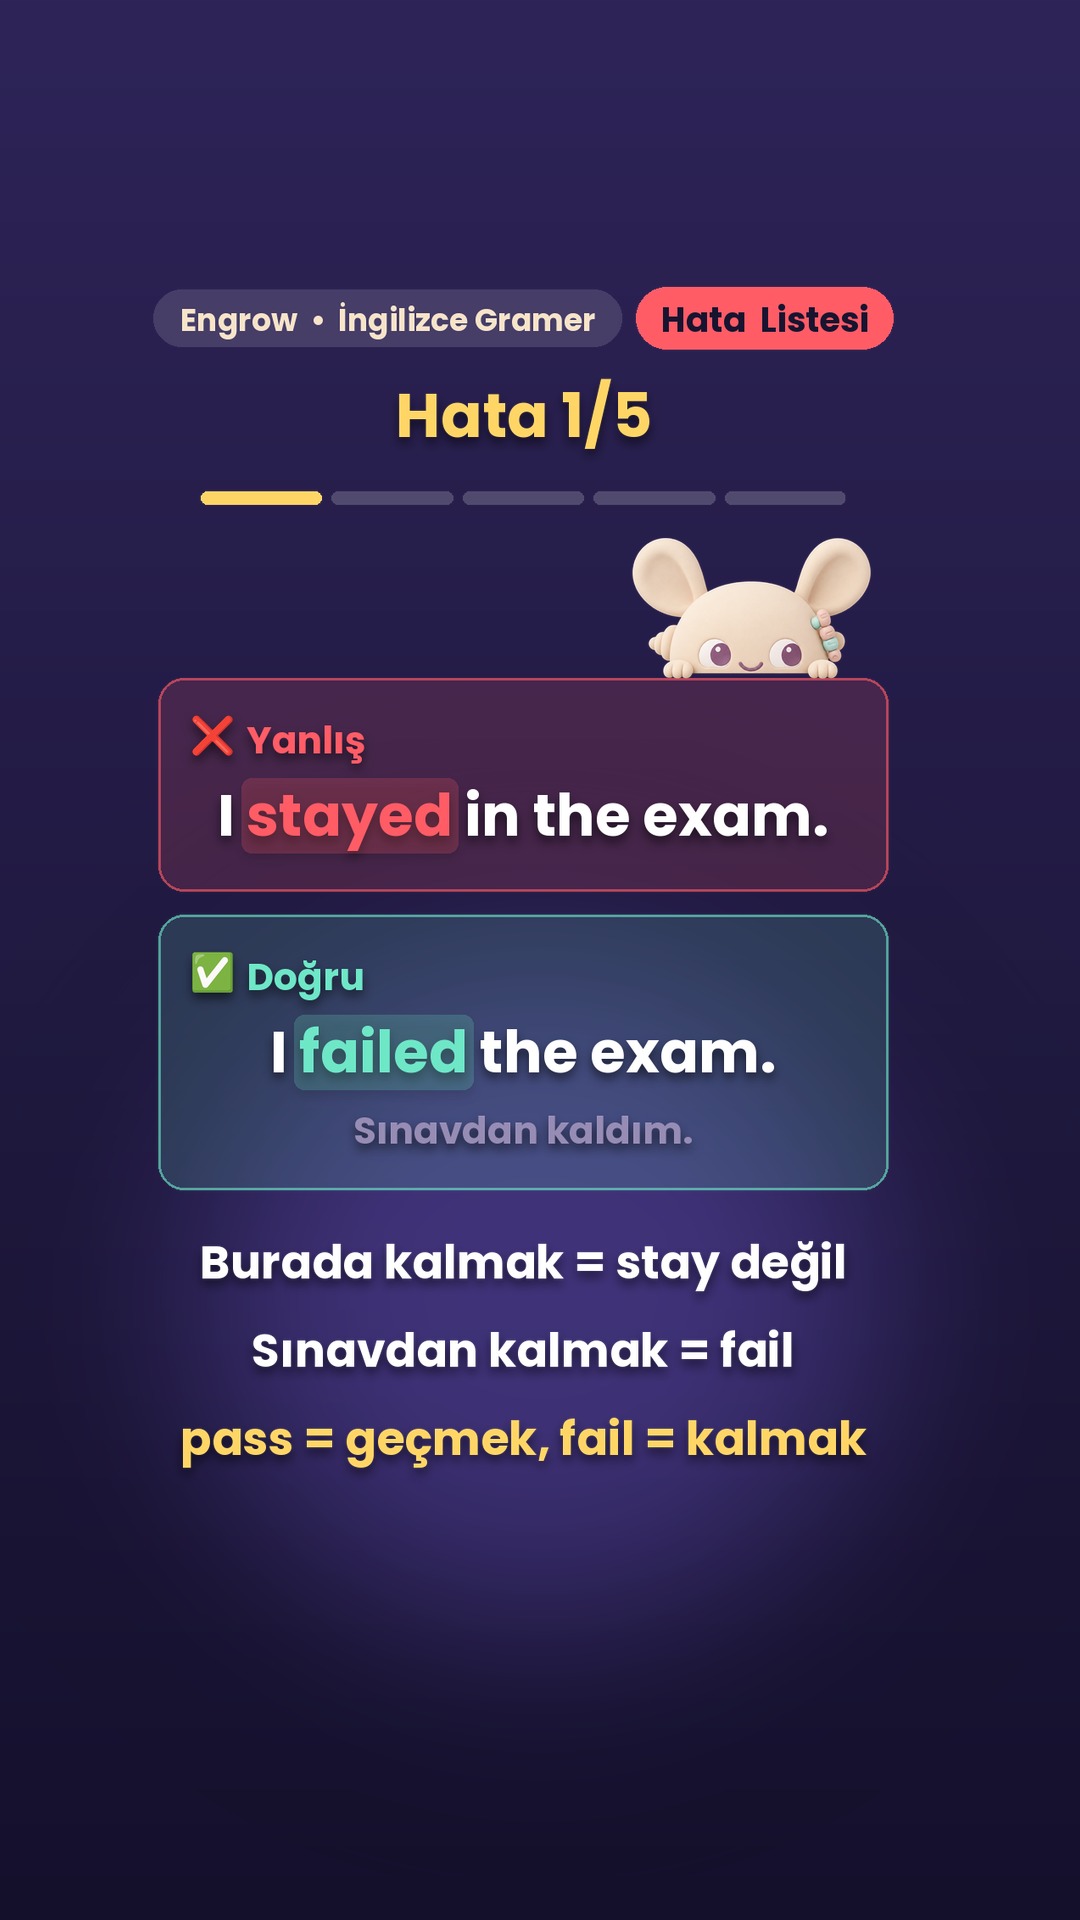 Engrow • İngilizce Gramer
Hata Listesi
Hata 1/5
❌ Yanlış
I stayed in the exam.
✅ Doğru
I failed the exam.
Sınavdan kaldım.
Burada kalmak = stay değil
Sınavdan kalmak = fail
pass = geçmek, fail = kalmak